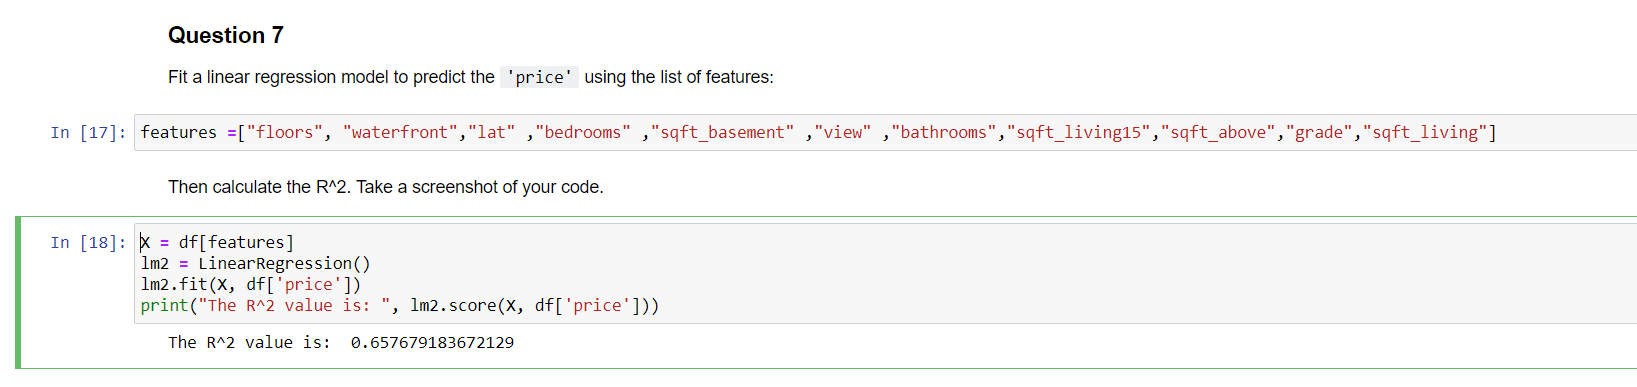 Question 7
Fit a linear regression model to predict the 'price' using the list of features:
In [17]: features =["floors", "waterfront","lat" ,"bedrooms" ,"sqft_basement" ,"view" ,"bathrooms","sqft_living15","sqft_above","grade","sqft_living"]
Then calculate the R^2. Take a screenshot of your code.
In [18]: X = df[features]
lm2 = LinearRegression()
lm2.fit(X, df['price'])
print("The R^2 value is: ", lm2.score(X, df['price']))
The R^2 value is:  0.657679183672129